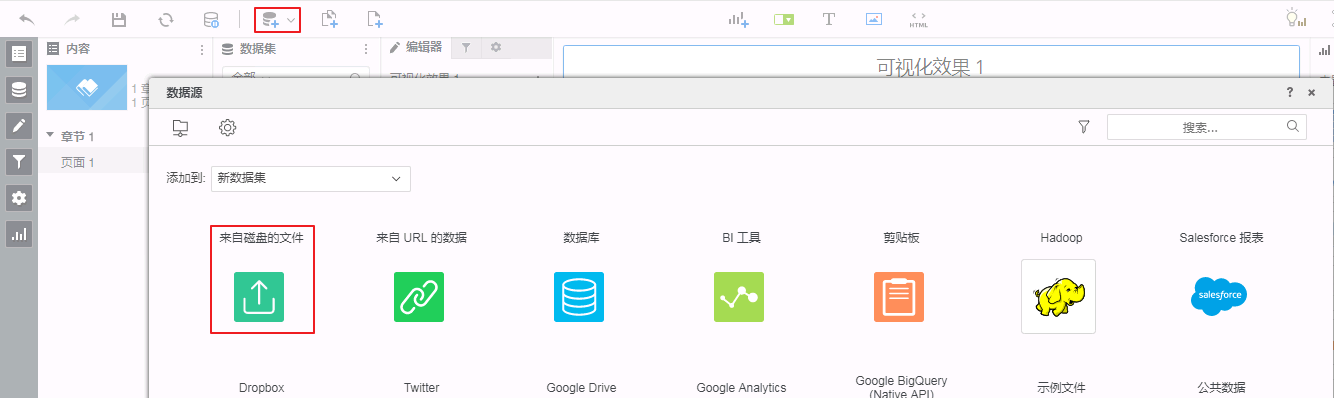 HTML
内容
数据集
编辑器
全部
可视化效果 1
可视化效果 1
1 章
1 页
章节 1
页面 1
数据源
? ×
搜索...
添加到: 新数据集
来自磁盘的文件
来自 URL 的数据
数据库
BI 工具
剪贴板
Hadoop
Salesforce 报表
salesforce
Dropbox
Twitter
Google Drive
Google Analytics
Google BigQuery
(Native API)
示例文件
公共数据